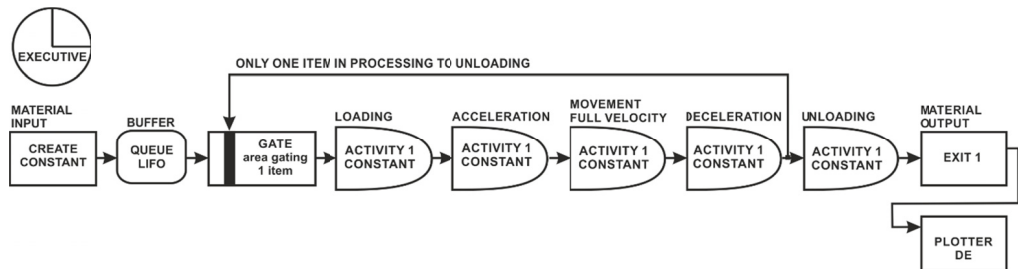 EXECUTIVE
ONLY ONE ITEM IN PROCESSING TO UNLOADING
MATERIAL
INPUT
CREATE
CONSTANT
BUFFER
QUEUE
LIFO
GATE
area gating
1 item
LOADING
ACTIVITY 1
CONSTANT
ACCELERATION
ACTIVITY 1
CONSTANT
MOVEMENT
FULL VELOCITY
ACTIVITY 1
CONSTANT
DECELERATION
ACTIVITY 1
CONSTANT
UNLOADING
ACTIVITY 1
CONSTANT
MATERIAL
OUTPUT
EXIT 1
PLOTTER
DE